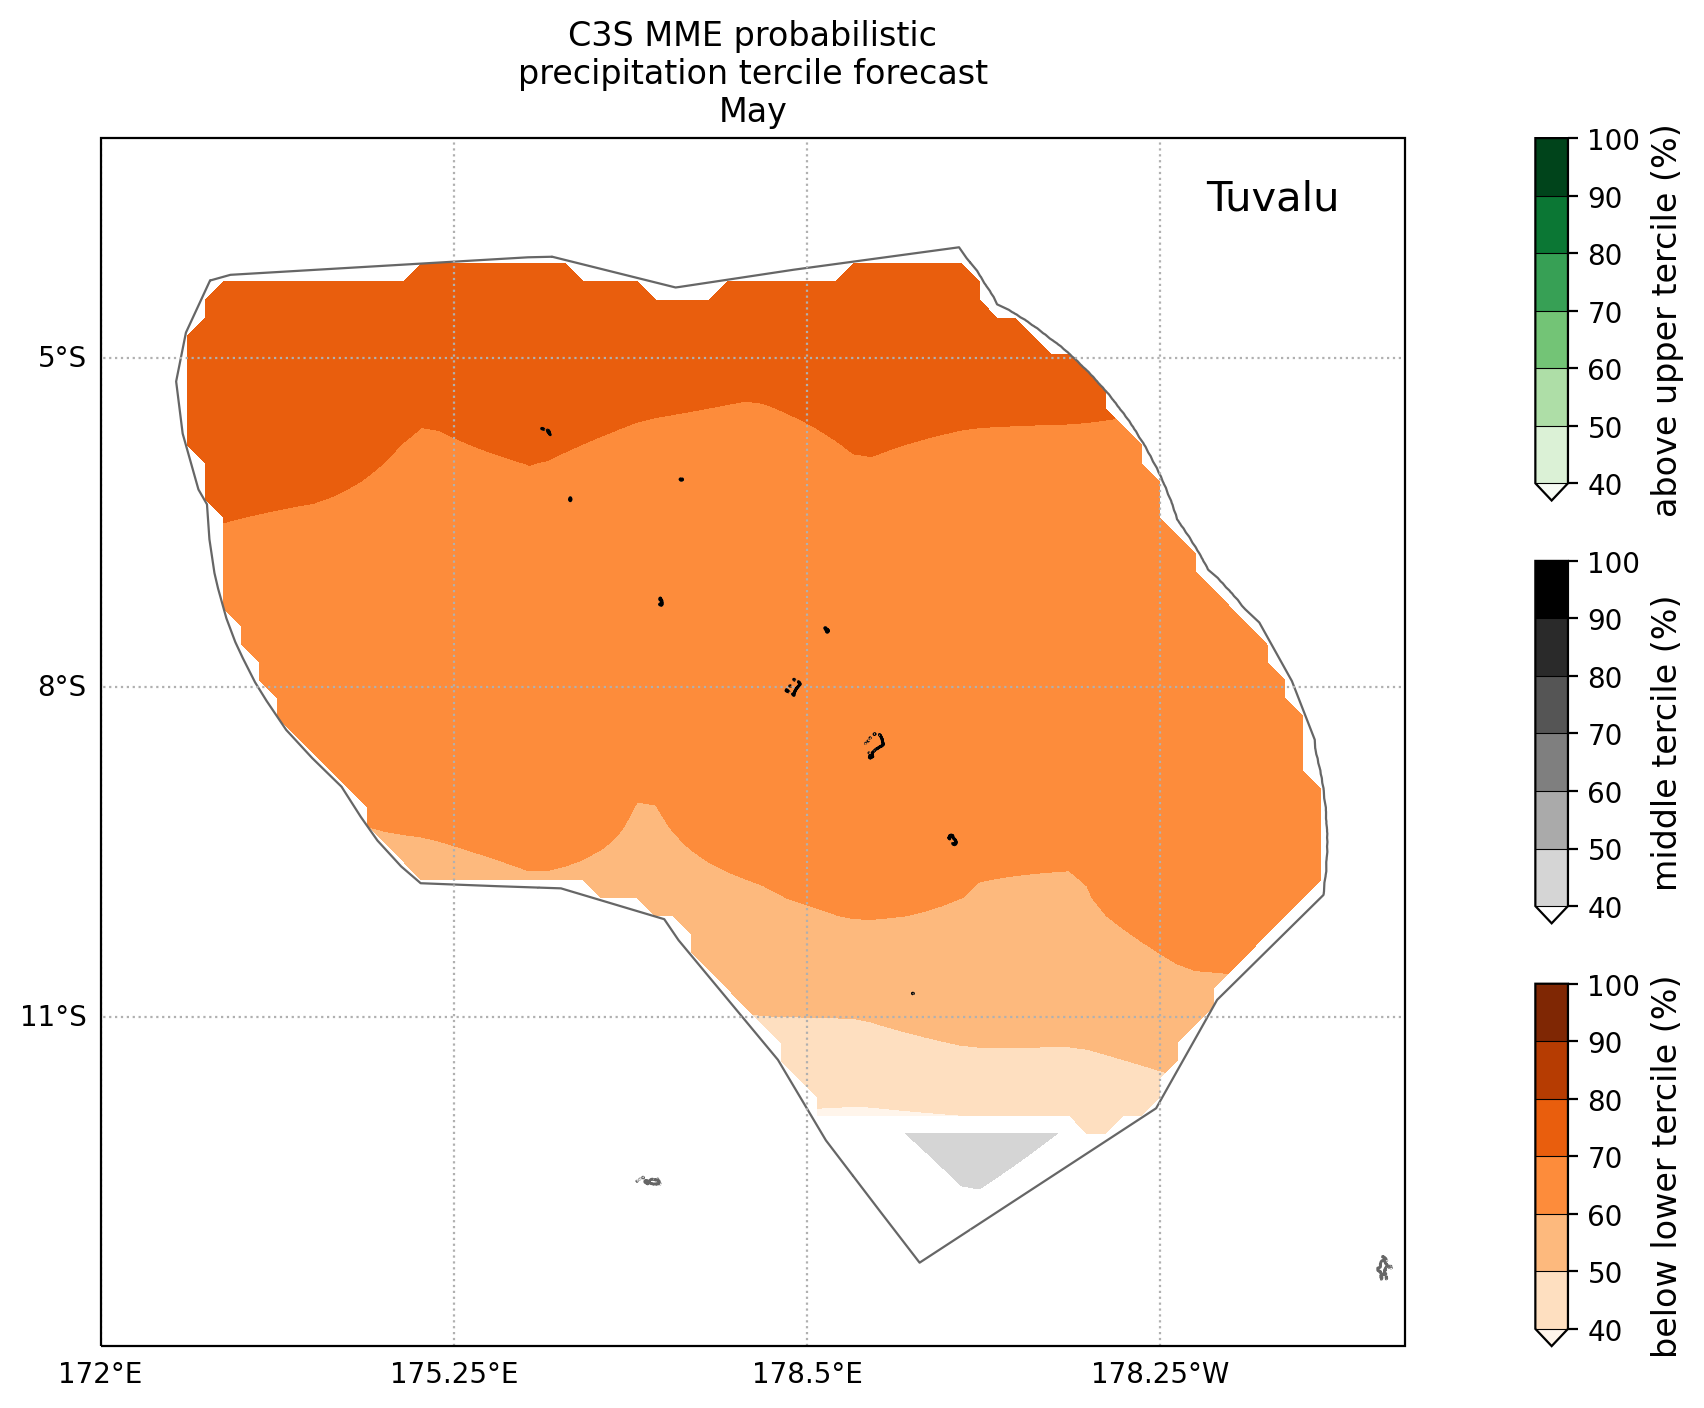 C3S MME probabilistic
precipitation tercile forecast
May
Tuvalu
5°S
8°S
11°S
172°E
175.25°E
178.5°E
178.25°W
100
90
80
70
60
50
40
above upper tercile (%)
100
90
80
70
60
50
40
middle tercile (%)
100
90
80
70
60
50
40
below lower tercile (%)